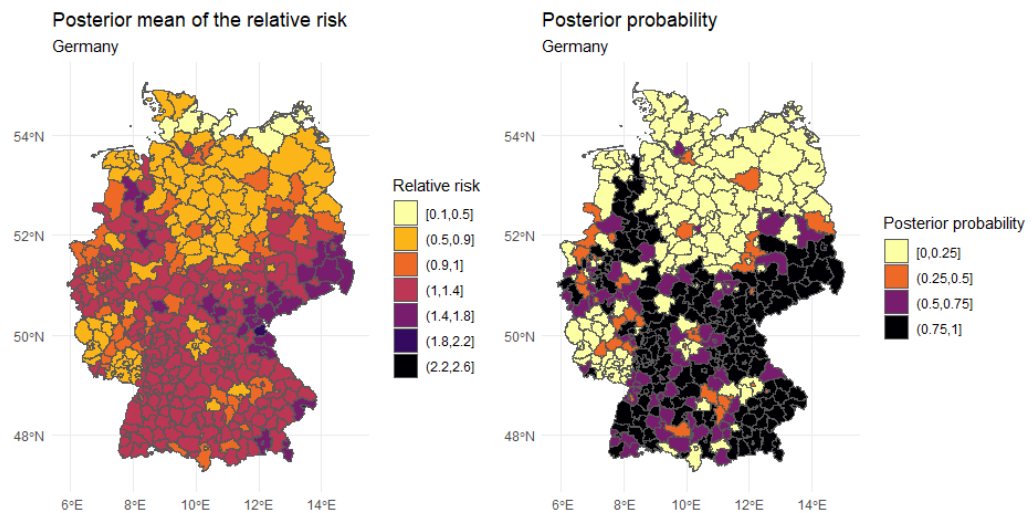 Posterior mean of the relative risk
Germany
54°N
52°N
50°N
48°N
6°E
8°E
10°E
12°E
14°E
Relative risk
[0.1,0.5]
(0.5,0.9]
(0.9,1]
(1,1.4]
(1.4,1.8]
(1.8,2.2]
(2.2,2.6]
Posterior probability
Germany
54°N
52°N
50°N
48°N
6°E
8°E
10°E
12°E
14°E
Posterior probability
[0,0.25]
(0.25,0.5]
(0.5,0.75]
(0.75,1]